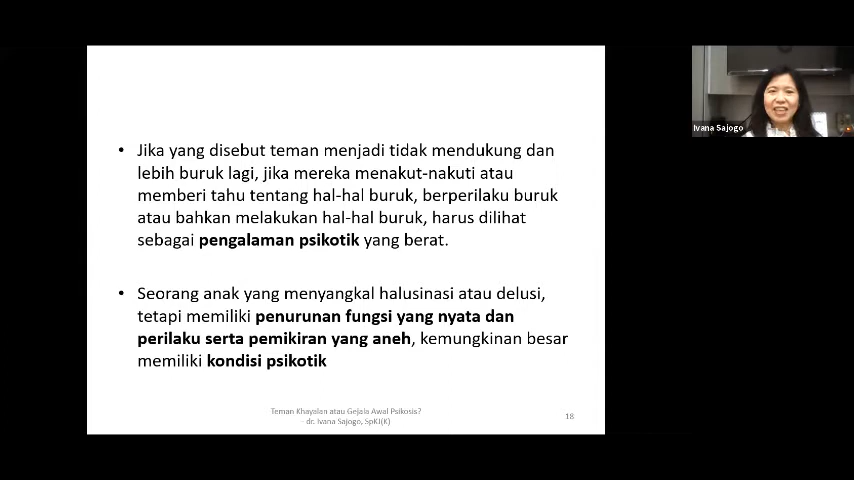 • Jika yang disebut teman menjadi tidak mendukung dan
lebih buruk lagi, jika mereka menakut-nakuti atau
memberi tahu tentang hal-hal buruk, berperilaku buruk
atau bahkan melakukan hal-hal buruk, harus dilihat
sebagai pengalaman psikotik yang berat.
• Seorang anak yang menyangkal halusinasi atau delusi,
tetapi memiliki penurunan fungsi yang nyata dan
perilaku serta pemikiran yang aneh, kemungkinan besar
memiliki kondisi psikotik
Teman Khayalan atau Gejala Awal Psikosis?
- dr. Ivana Sajogo, SpKJ(K)
18
Ivana Sajogo